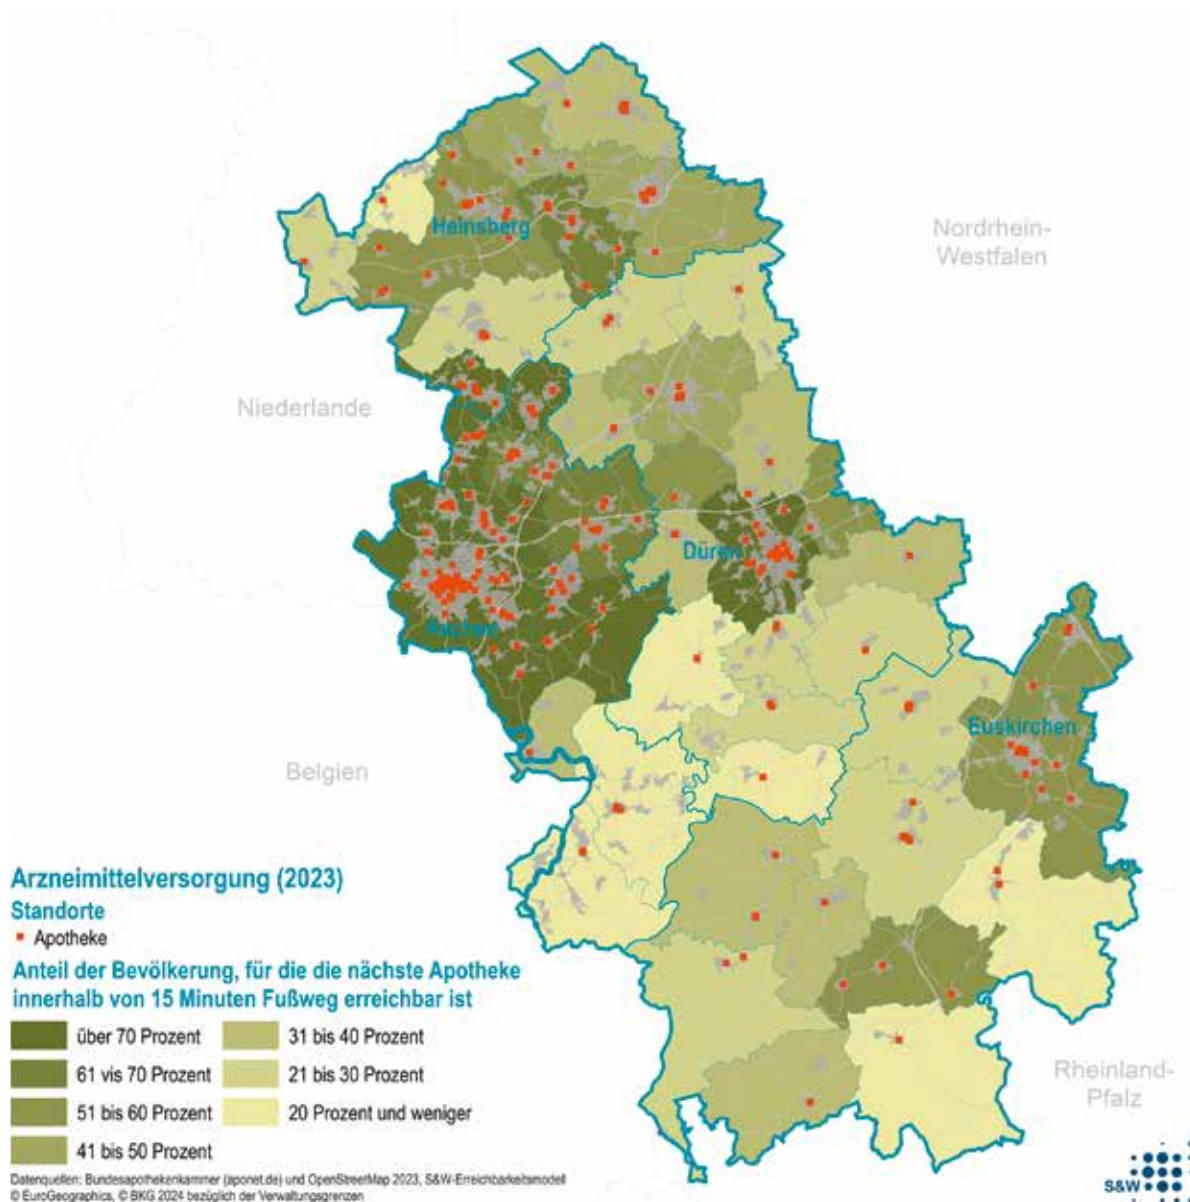 Heinsberg
Nordrhein-
Westfalen
Niederlande
Düren
Aachen
Euskirchen
Belgien
Rheinland-
Pfalz
Arzneimittelversorgung (2023)
Standorte
Apotheke
Anteil der Bevölkerung, für die die nächste Apotheke
innerhalb von 15 Minuten Fußweg erreichbar ist
über 70 Prozent
61 vis 70 Prozent
51 bis 60 Prozent
41 bis 50 Prozent
31 bis 40 Prozent
21 bis 30 Prozent
20 Prozent und weniger
Datenquellen: Bundesapothekenkammer (aponet.de) und OpenStreetMap 2023, S&W-Erreichbarkeitsmodell
© EuroGeographics, © BKG 2024 bezüglich der Verwaltungsgrenzen
S&W